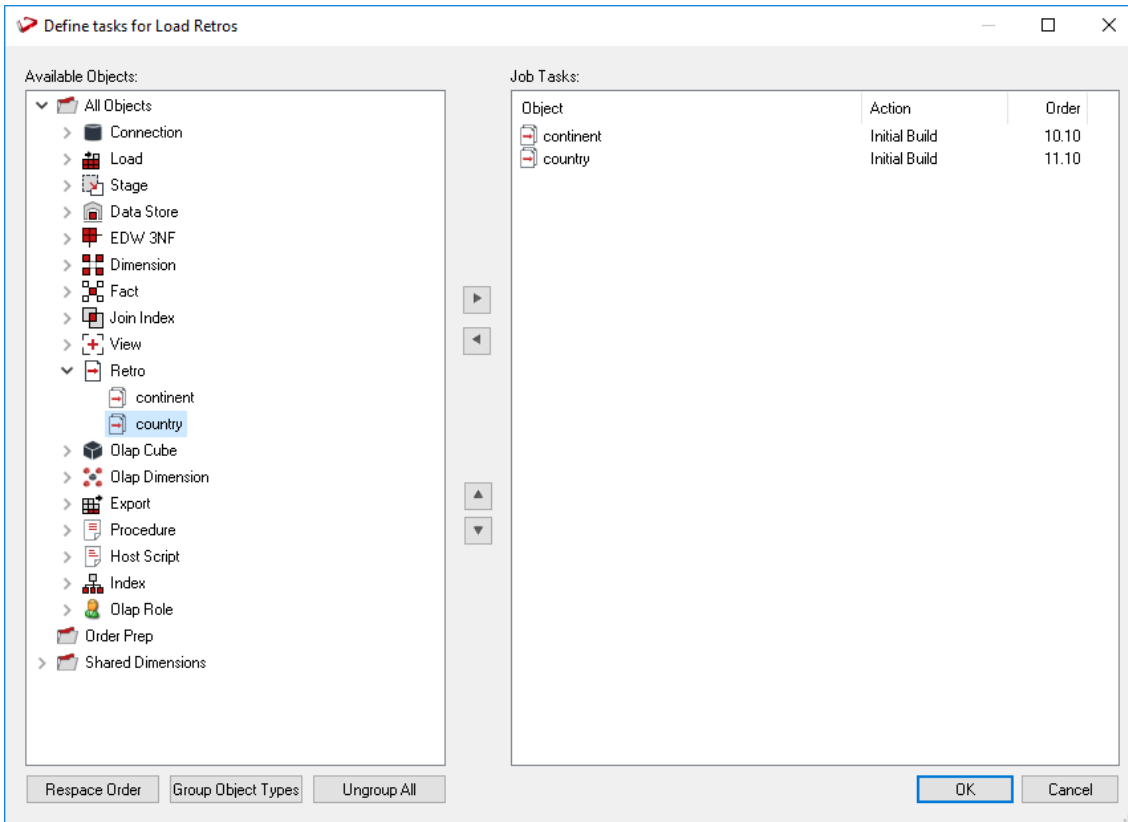 Define tasks for Load Retros
Available Objects:
All Objects
Connection
Load
Stage
Data Store
EDW 3NF
Dimension
Fact
Join Index
View
Retro
continent
country
Olap Cube
Olap Dimension
Export
Procedure
Host Script
Index
Olap Role
Order Prep
Shared Dimensions
Respace Order Group Object Types Ungroup All
Job Tasks:
Object Action Order
continent Initial Build 10.10
country Initial Build 11.10
OK Cancel